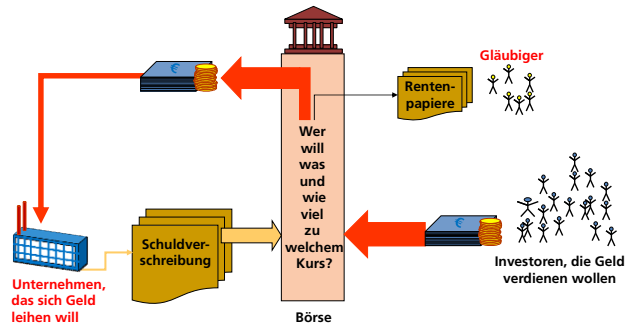 Gläubiger
Renten-
papiere
Wer
will
was
und
wie
viel
zu
welchem
Kurs?
Schuldver-
schreibung
Unternehmen,
das sich Geld
leihen will
Börse
Investoren, die Geld
verdienen wollen
€
€